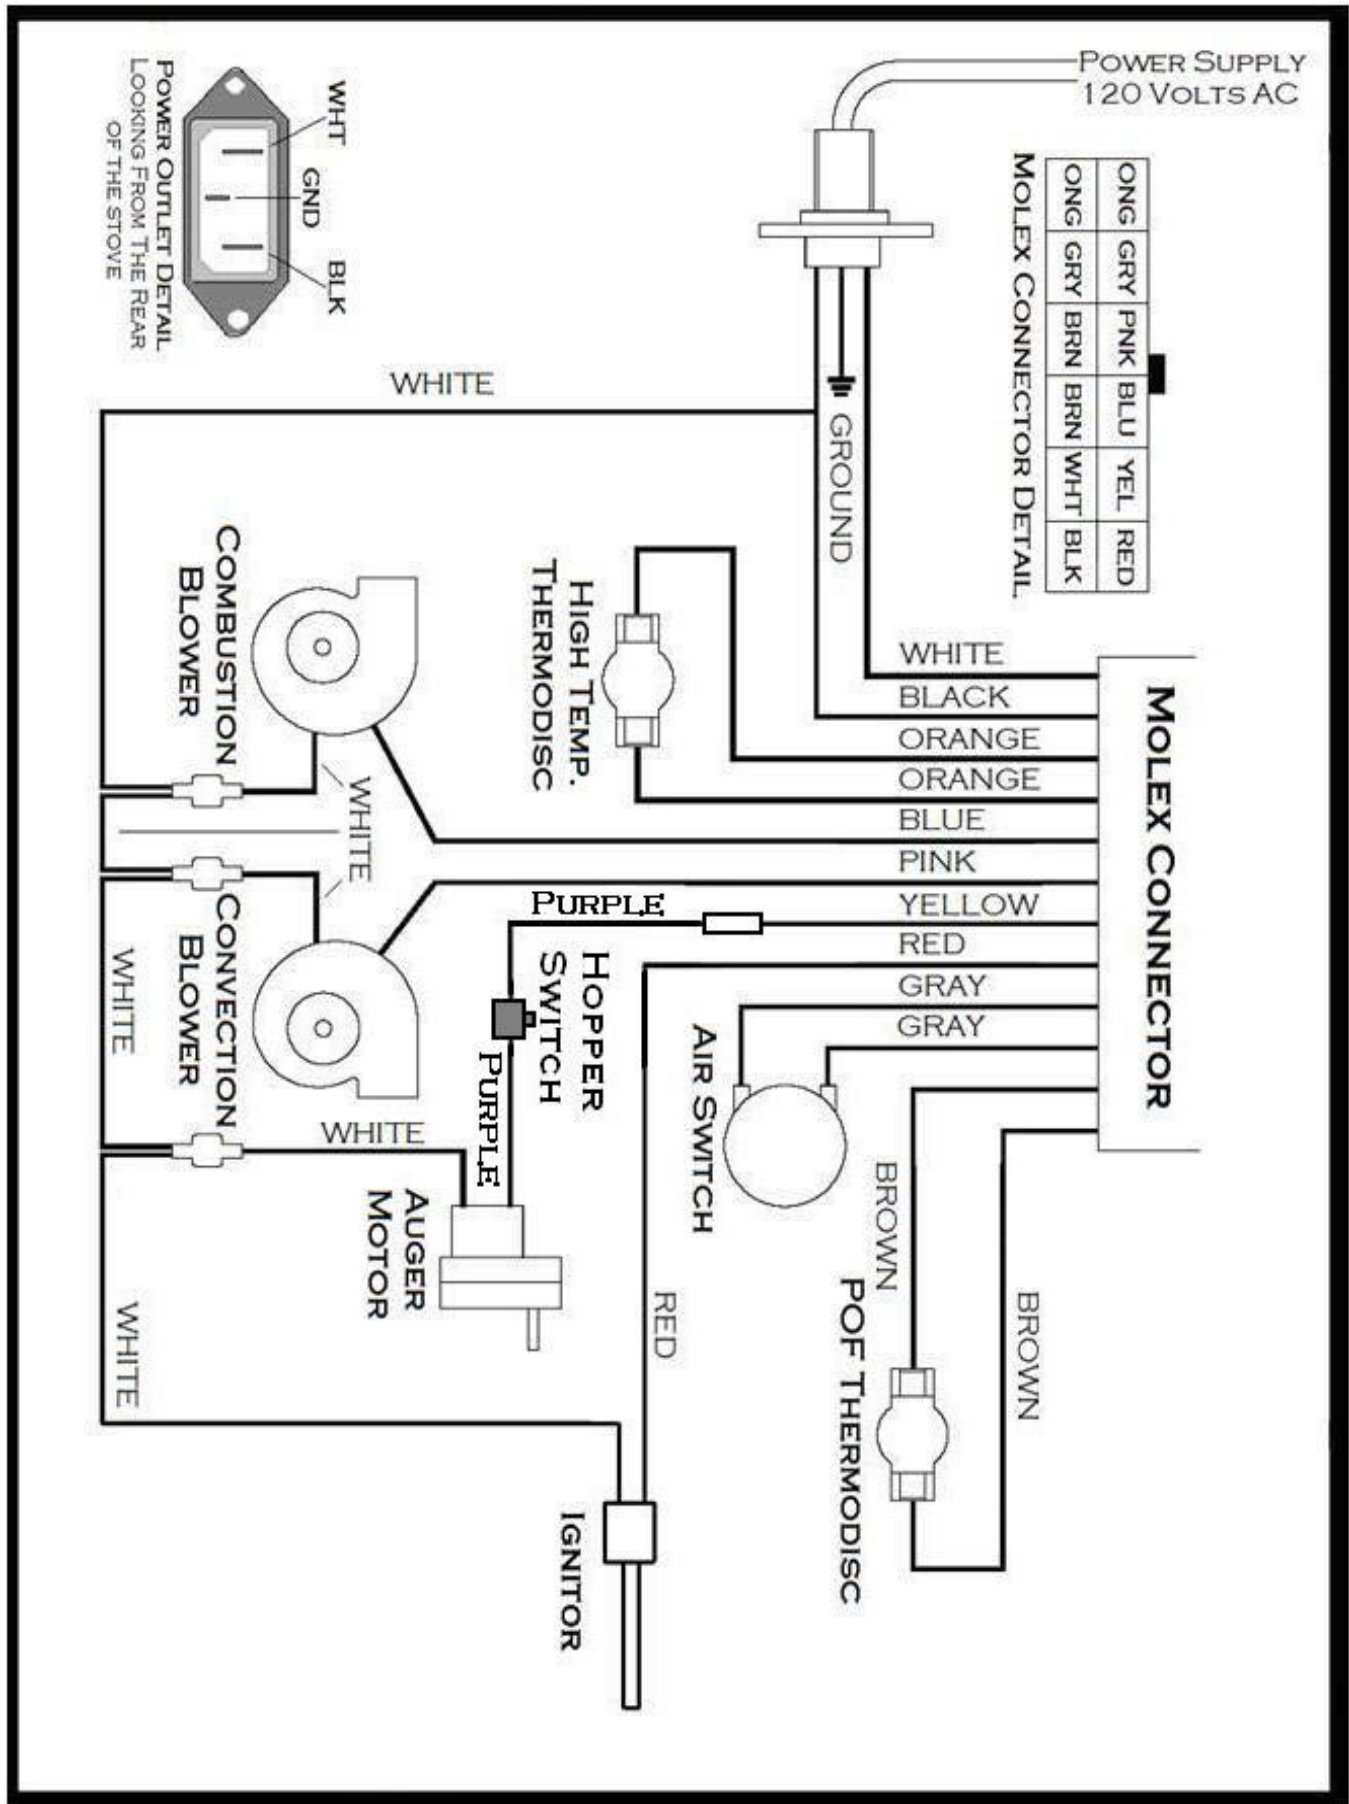 POWER SUPPLY
120 VOLTS AC
WHT
GND
BLK
POWER OUTLET DETAIL
LOOKING FROM THE REAR
OF THE STOVE
ONG GRY PNK BLU YEL RED
ONG GRY BRN BRN WHT BLK
MOLEX CONNECTOR DETAIL
WHITE
GROUND
COMBUSTION
BLOWER
HIGH TEMP.
THERMODISC
WHITE
BLACK
ORANGE
ORANGE
BLUE
PINK
YELLOW
RED
GRAY
GRAY
MOLEX CONNECTOR
WHITE
PURPLE
HOPPER
SWITCH
PURPLE
CONVECTION
BLOWER
WHITE
AIR SWITCH
WHITE
AUGER
MOTOR
BROWN
BROWN
POF THERMODISC
RED
WHITE
IGNITOR